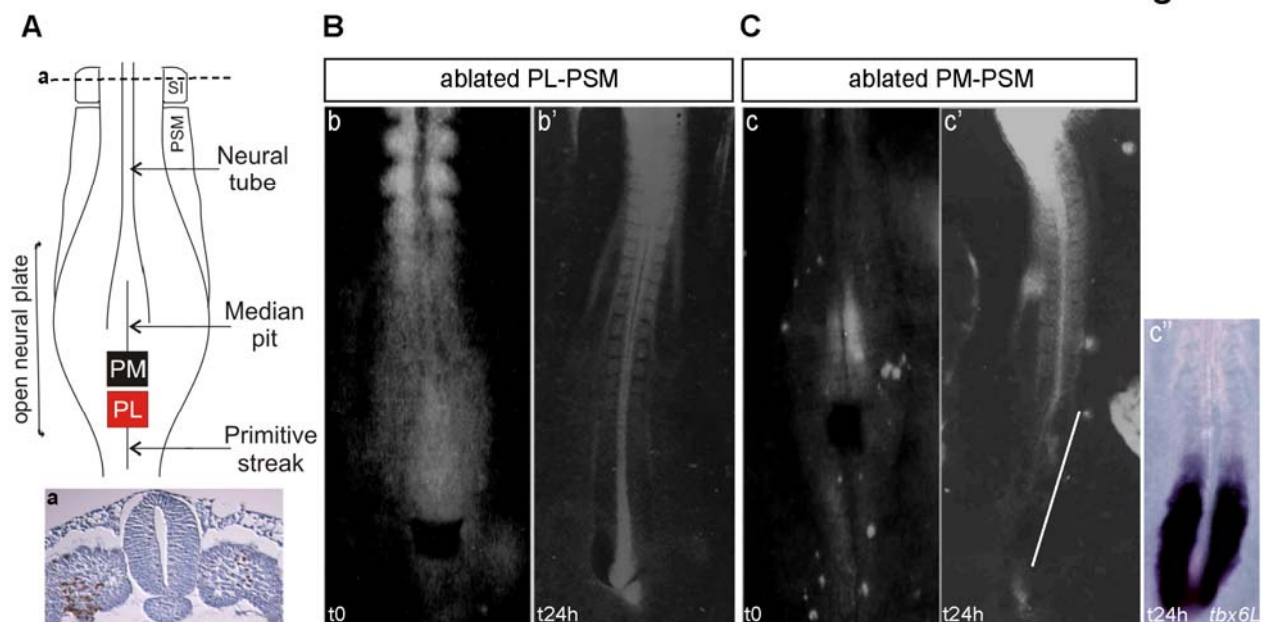 g
A
B
C
ablated PL-PSM
ablated PM-PSM
a
SI
PSM
Neural
tube
open neural plate
Median
pit
PM
PL
Primitive
streak
a
b
t0
b'
t24h
c
t0
c'
t24h
c''
t24h tbx6L